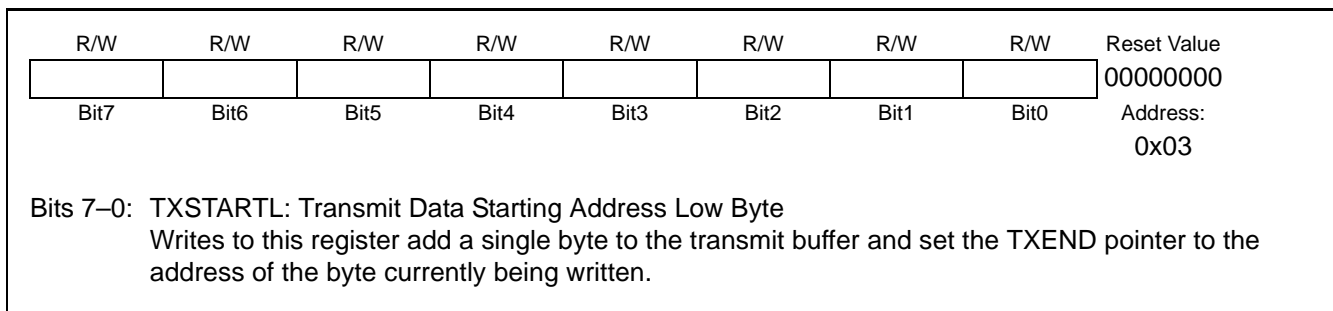 R/W R/W R/W R/W R/W R/W R/W R/W Reset Value
00000000
Bit7 Bit6 Bit5 Bit4 Bit3 Bit2 Bit1 Bit0 Address:
0x03
Bits 7–0: TXSTARTL: Transmit Data Starting Address Low Byte
Writes to this register add a single byte to the transmit buffer and set the TXEND pointer to the
address of the byte currently being written.